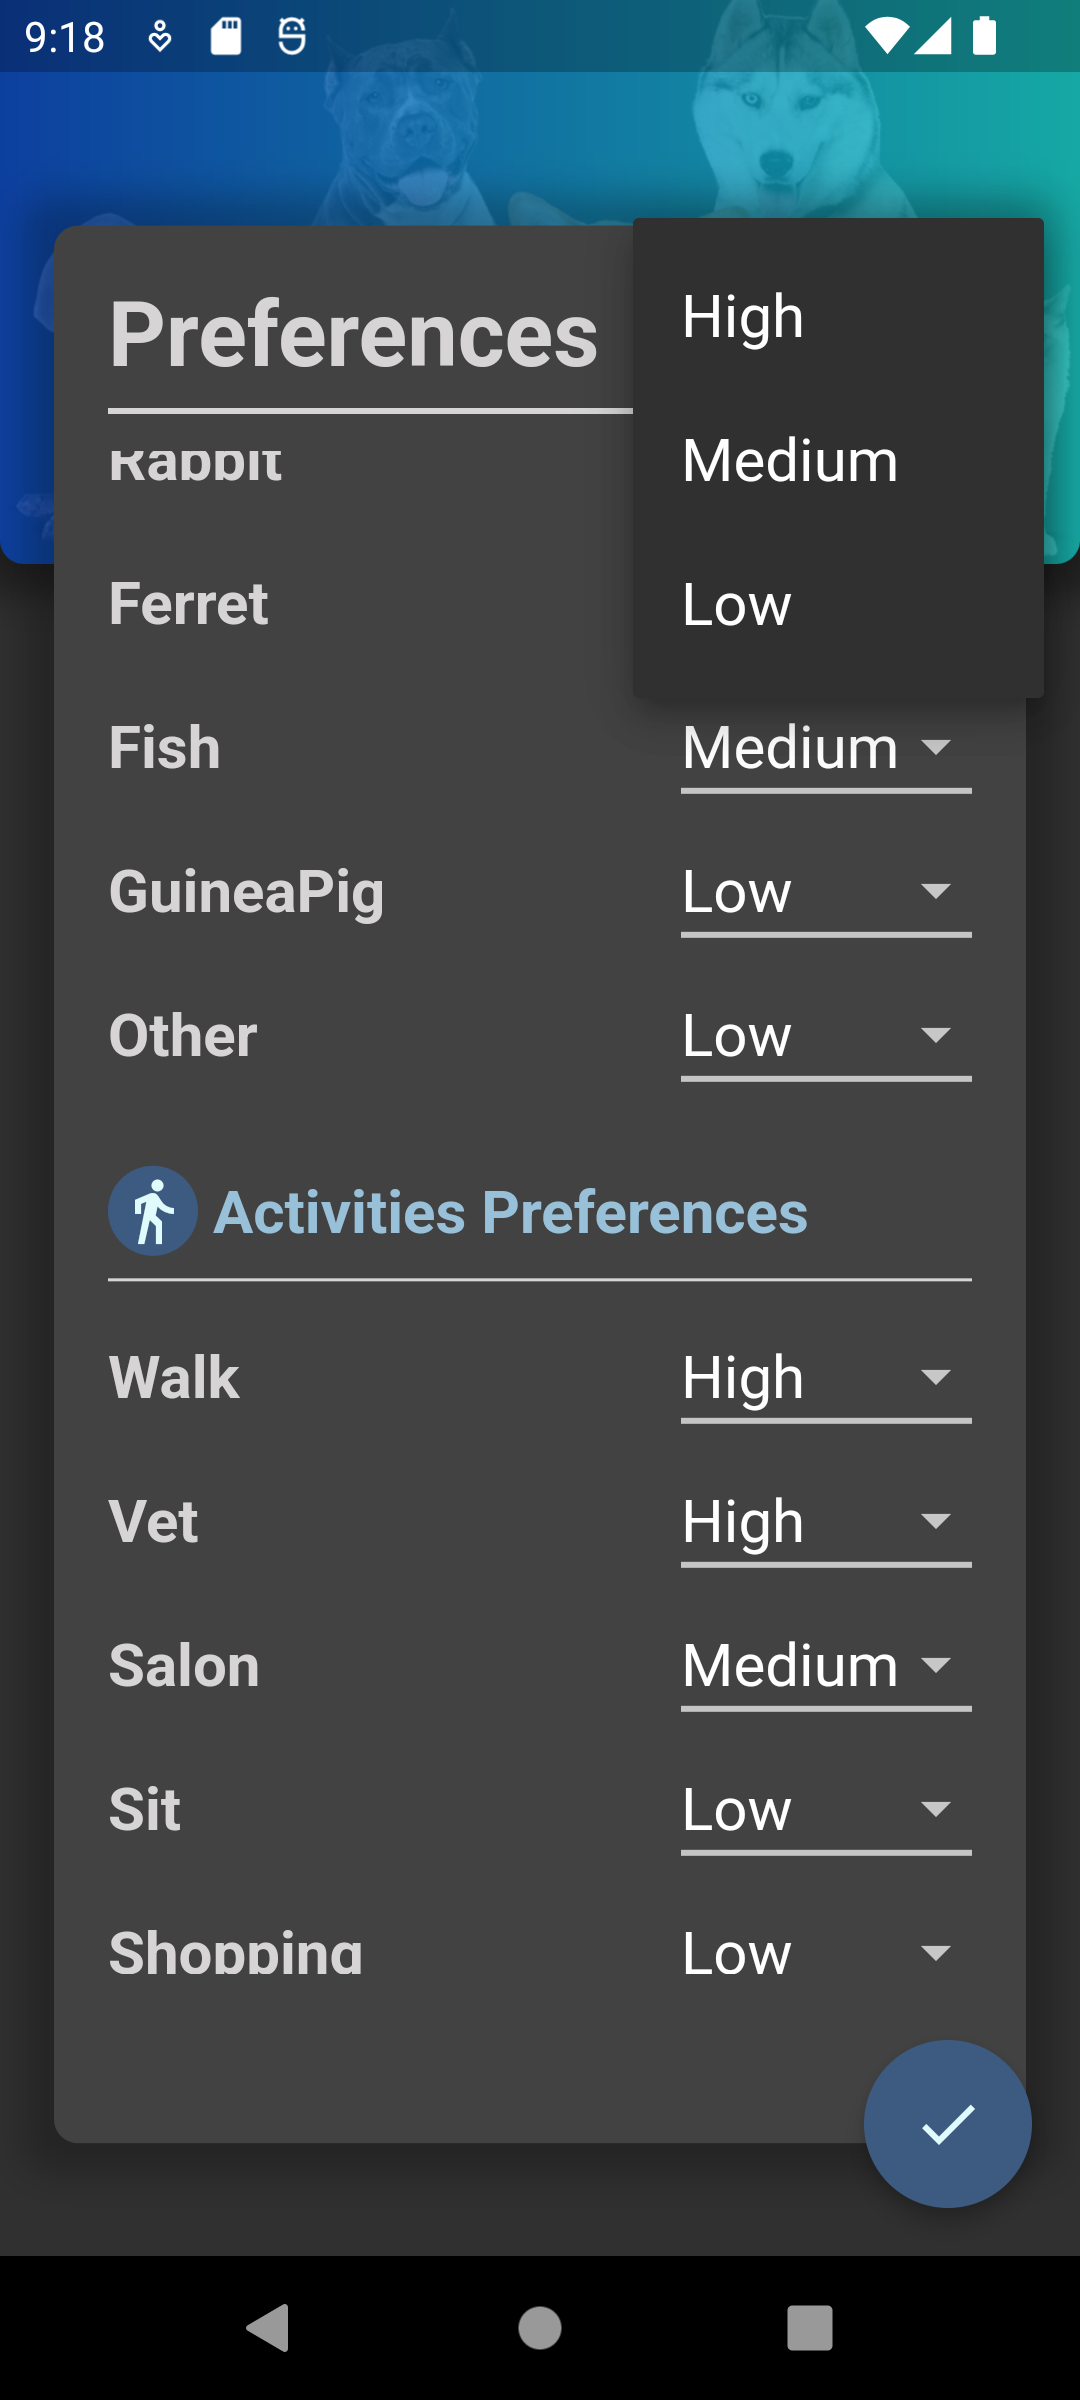 9:18
Preferences
High
Rabbit
Medium
Ferret
Low
Fish Medium
GuineaPig Low
Other Low
Activities Preferences
Walk High
Vet High
Salon Medium
Sit Low
Shopping Low